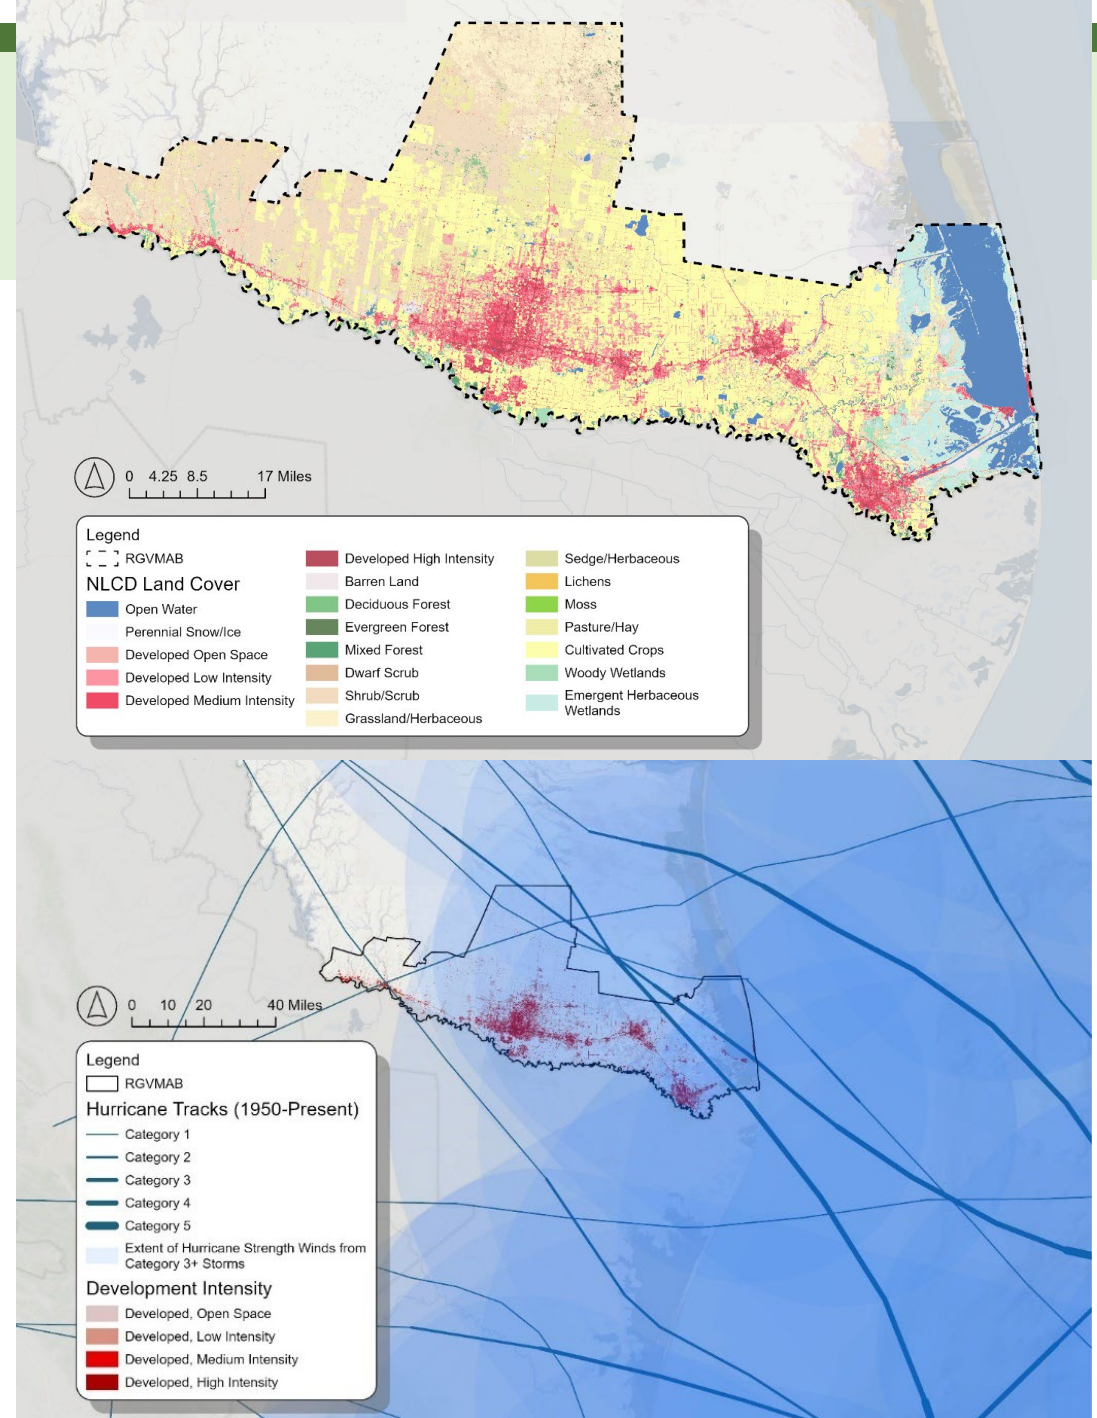 0 4.25 8.5 17 Miles
Legend
RGVMAB
NLCD Land Cover
Open Water
Perennial Snow/Ice
Developed Open Space
Developed Low Intensity
Developed Medium Intensity
Developed High Intensity
Barren Land
Deciduous Forest
Evergreen Forest
Mixed Forest
Dwarf Scrub
Shrub/Scrub
Grassland/Herbaceous
Sedge/Herbaceous
Lichens
Moss
Pasture/Hay
Cultivated Crops
Woody Wetlands
Emergent Herbaceous
Wetlands
0 10 20 40 Miles
Legend
RGVMAB
Hurricane Tracks (1950-Present)
Category 1
Category 2
Category 3
Category 4
Category 5
Extent of Hurricane Strength Winds from
Category 3+ Storms
Development Intensity
Developed, Open Space
Developed, Low Intensity
Developed, Medium Intensity
Developed, High Intensity